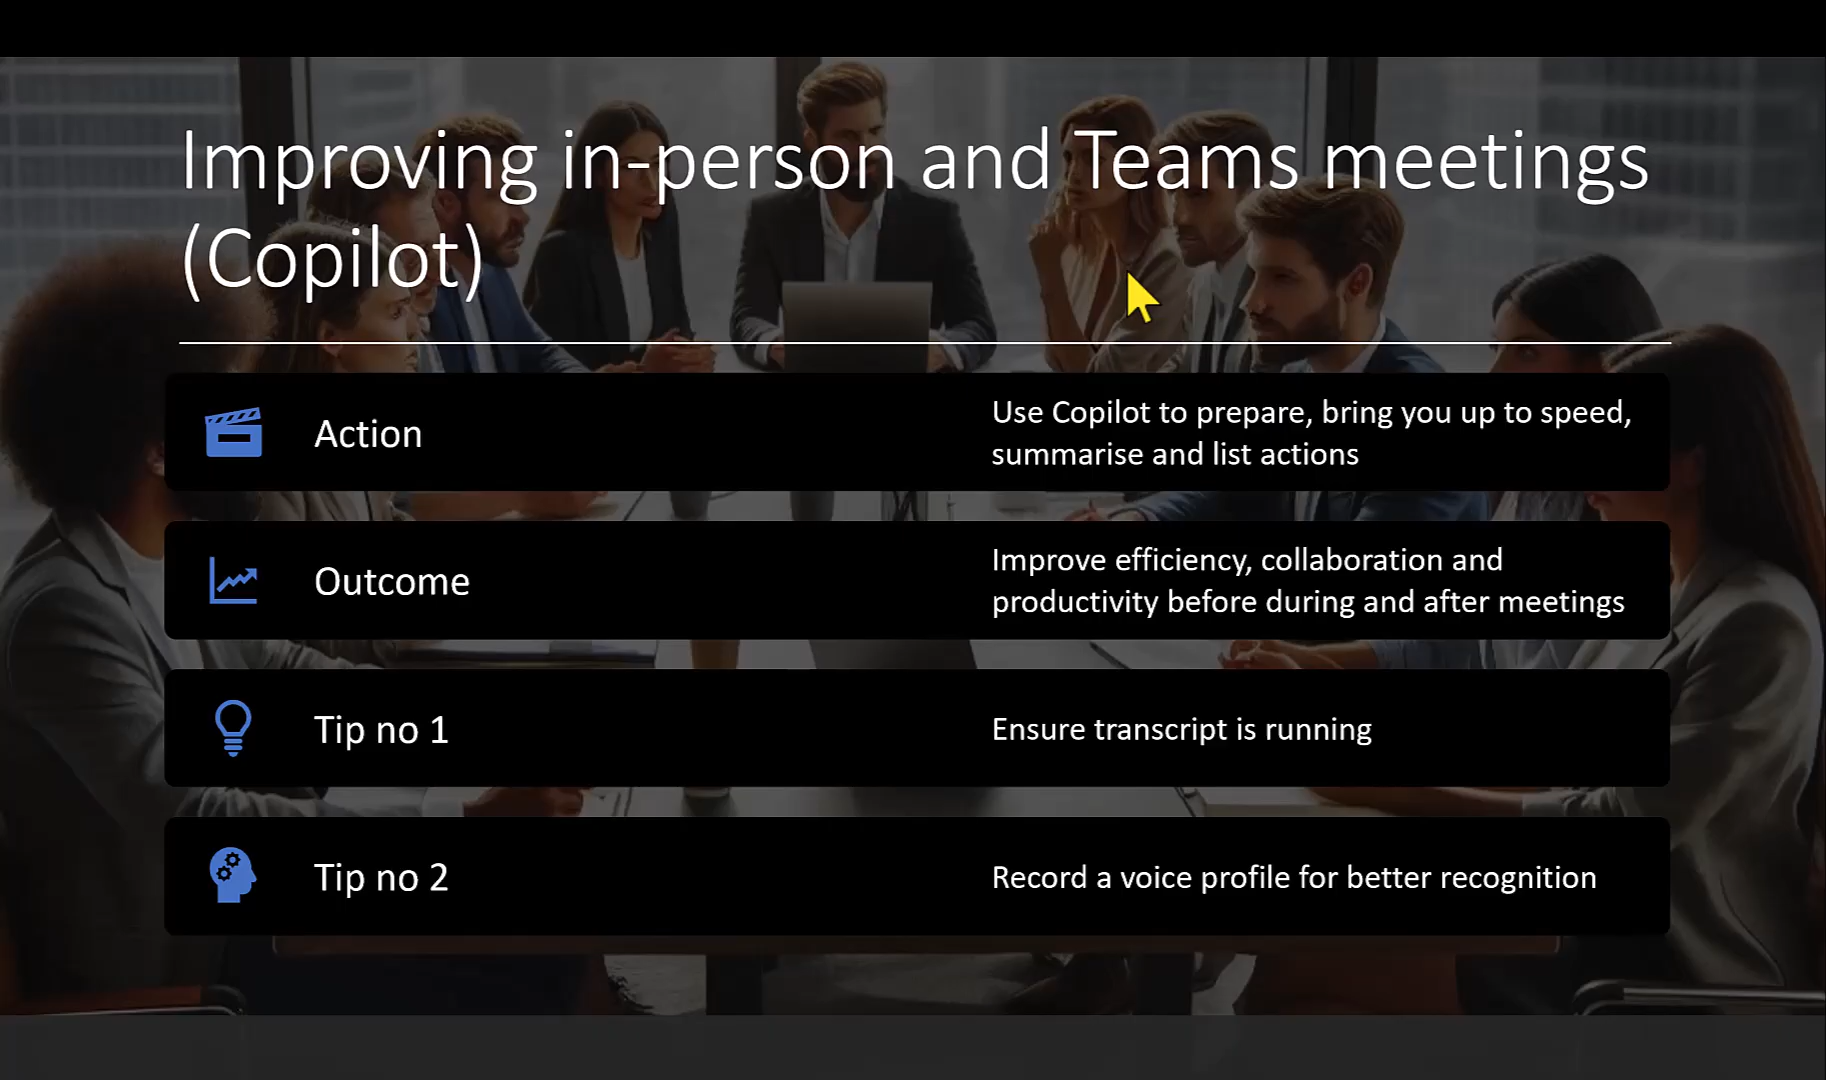 Improving in-person and Teams meetings
(Copilot)
Action
Use Copilot to prepare, bring you up to speed,
summarise and list actions
Outcome
Improve efficiency, collaboration and
productivity before during and after meetings
Tip no 1
Ensure transcript is running
Tip no 2
Record a voice profile for better recognition